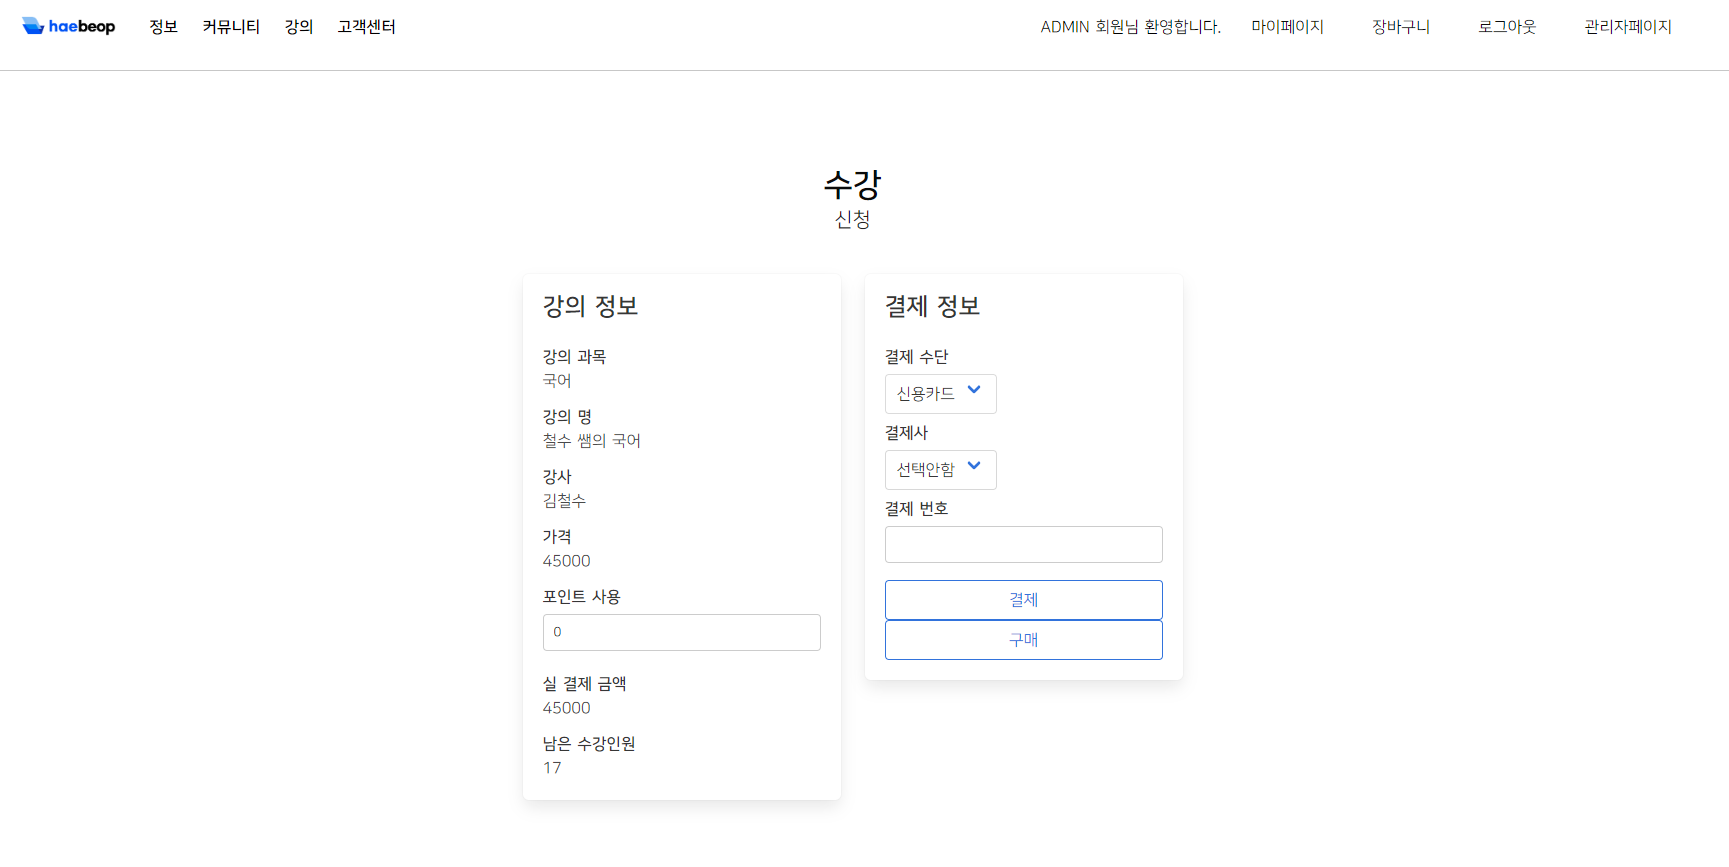 haebeop 정보 커뮤니티 강의 고객센터 ADMIN 회원님 환영합니다. 마이페이지 장바구니 로그아웃 관리자페이지
수강
신청
강의 정보
강의 과목
국어
강의 명
철수 쌤의 국어
강사
김철수
가격
45000
포인트 사용
0
실 결제 금액
45000
남은 수강인원
17
결제 정보
결제 수단
신용카드
결제사
선택안함
결제 번호
결제
구매